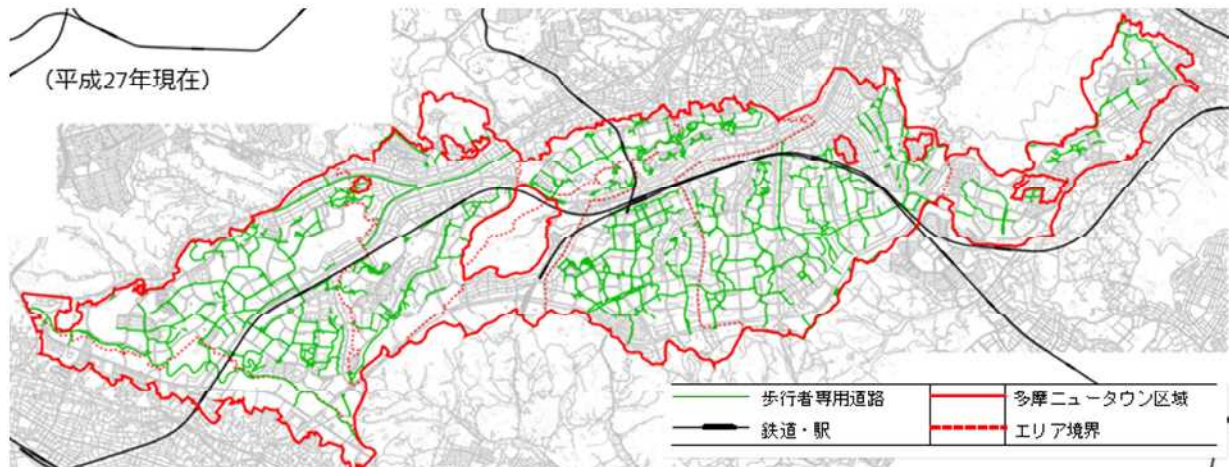 (平成27年現在)
歩行者専用道路
多摩ニュータウン区域
鉄道・駅
エリア境界